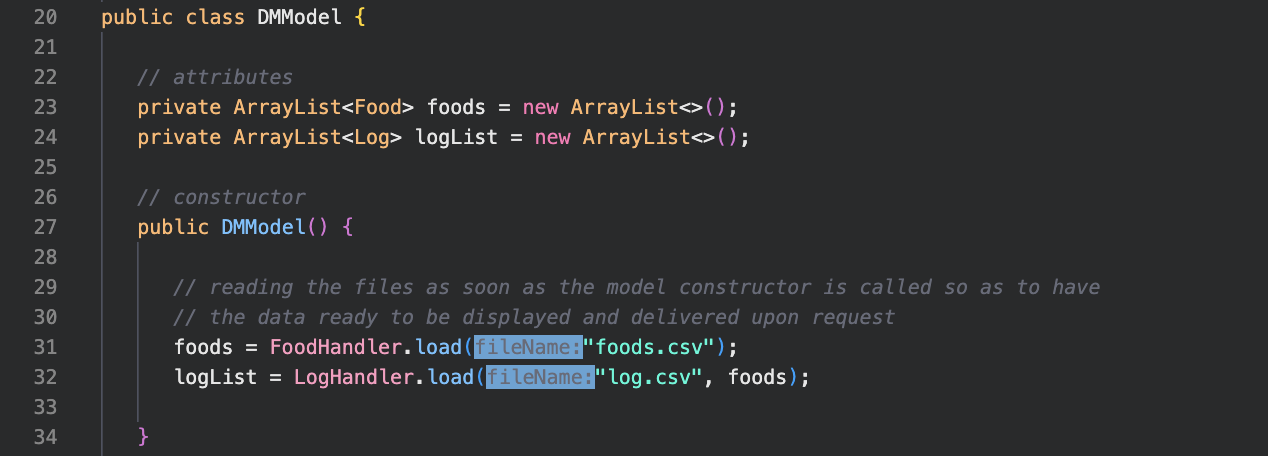 20 public class DMModel {
21
22 // attributes
23 private ArrayList<Food> foods = new ArrayList<>();
24 private ArrayList<Log> logList = new ArrayList<>();
25
26 // constructor
27 public DMModel() {
28
29 // reading the files as soon as the model constructor is called so as to have
30 // the data ready to be displayed and delivered upon request
31 foods = FoodHandler.load(fileName:"foods.csv");
32 logList = LogHandler.load(fileName:"log.csv", foods);
33
34 }